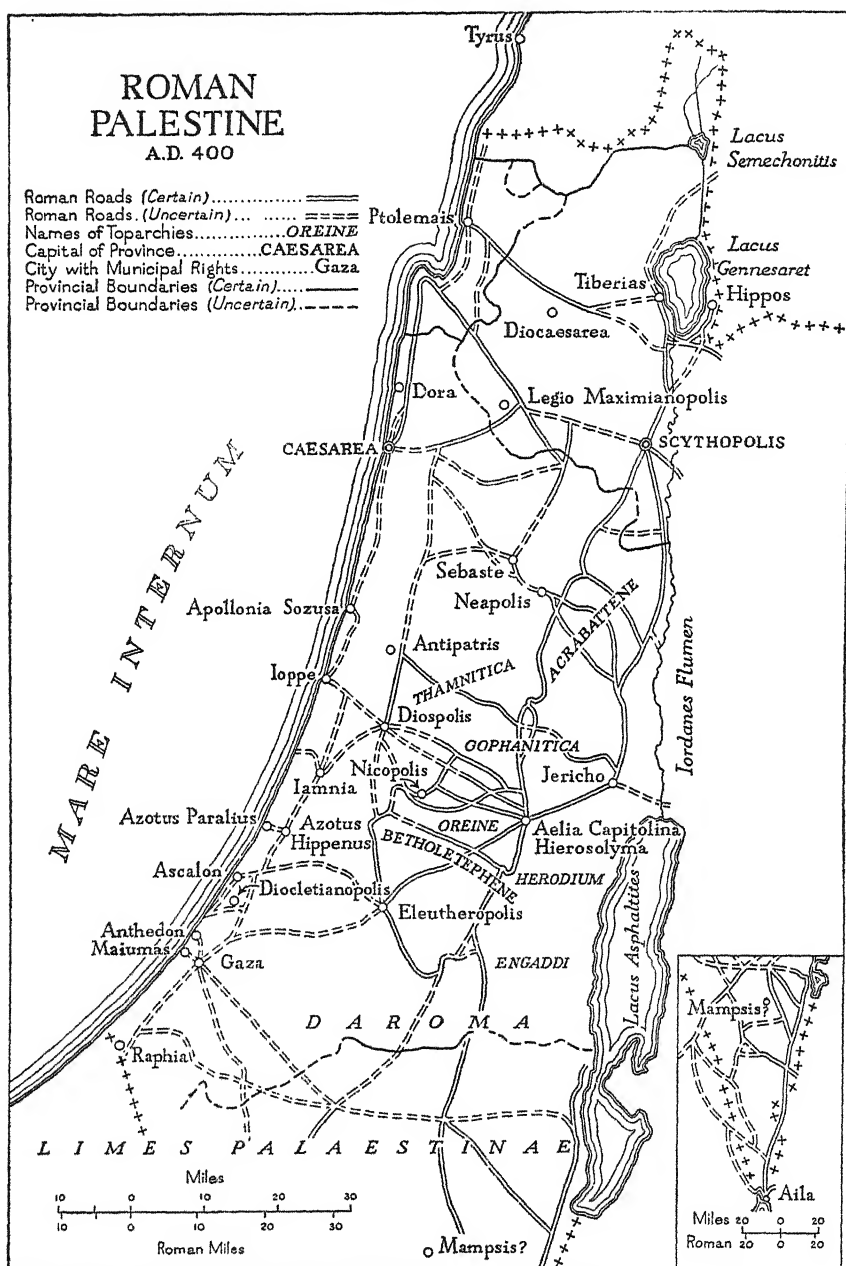 ROMAN
PALESTINE
A.D. 400
Roman Roads (Certain)
Roman Roads. (Uncertain)
Names of Toparchies OREINE
Capital of Province CAESAREA
City with Municipal Rights Gaza
Provincial Boundaries (Certain)
Provincial Boundaries (Uncertain)
Tyrus
Lacus
Semechonitis
Ptolemais
Lacus
Gennesaret
Tiberias
Hippos
Diocaesarea
Dora
Legio Maximianopolis
CAESAREA
SCYTHOPOLIS
MARE INTERNUM
Sebaste
Neapolis
Apollonia Sozusa
ACRABATTENE
Antipatris
Ioppe
THAMNITICA
Iordanes Flumen
Diospolis
GOPHANITICA
Nicopolis
Jericho
Iamnia
Azotus Paralius
Azotus
Hippenus
OREINE
Aelia Capitolina
Hierosolyma
BETHOLETEPHENE
HERODIUM
Ascalon
Diocletianopolis
Eleutheropolis
Lacus Asphaltites
Anthedon
Maiumas
Gaza
ENGADDI
DAROMA
Raphia
LIMES PALAESTINAE
Miles
10 0 10 20 30
10 0 10 20 30
Roman Miles
Mampsis?
Mampsis?
Aila
Miles 20 0 20
Roman 20 0 20